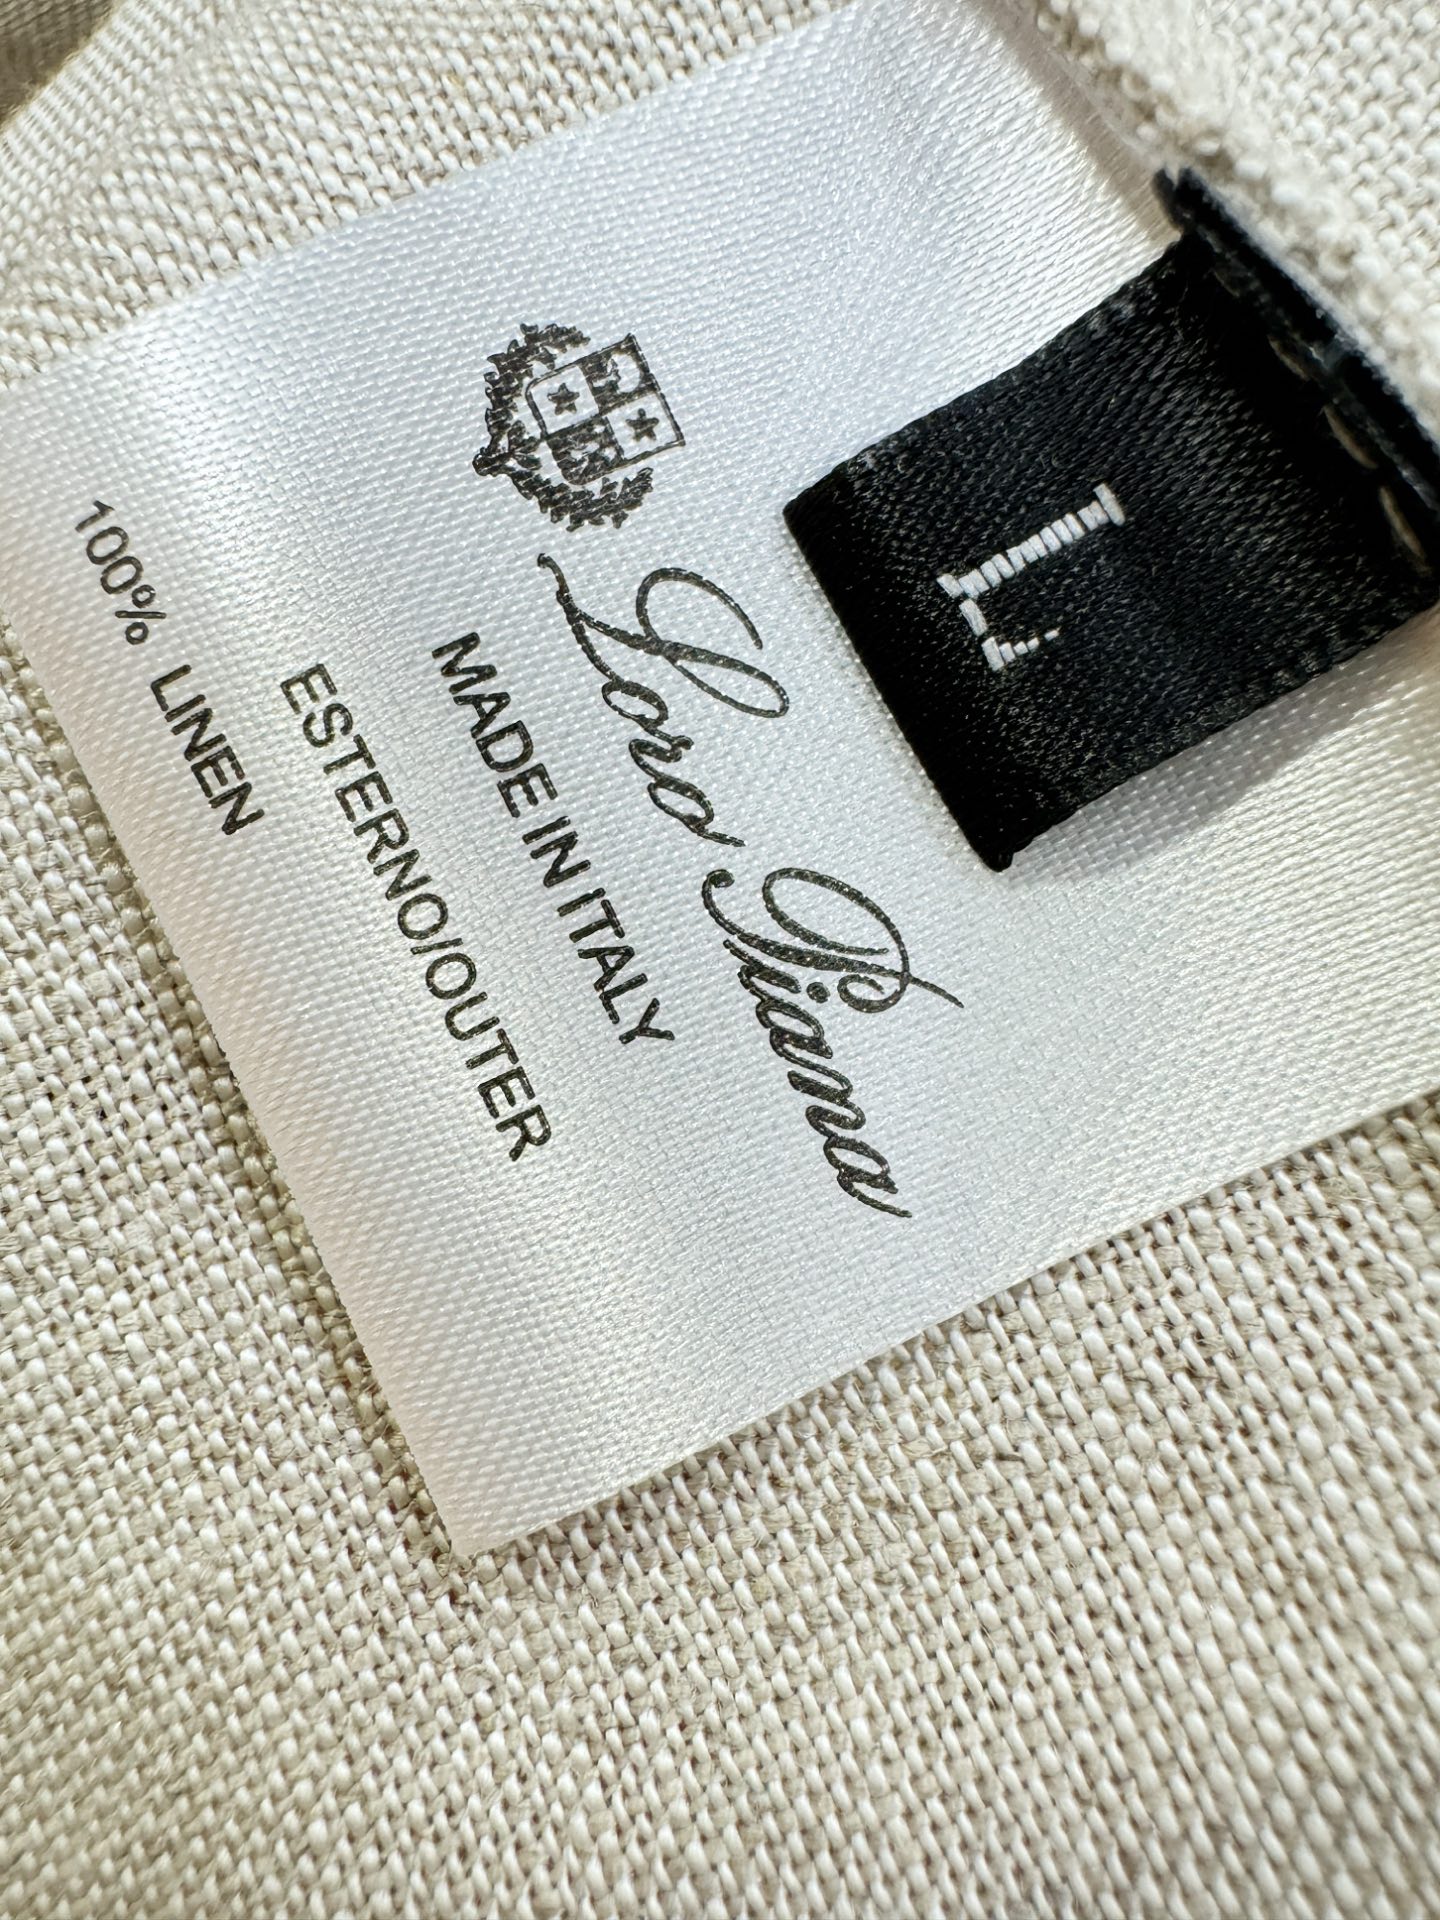 L
Loro Piana
MADE IN ITALY
ESTERNO/OUTER
100% LINEN